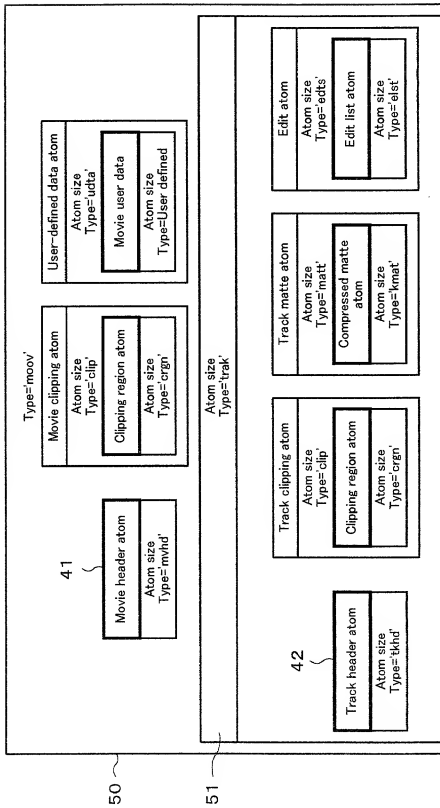 50
Type='moov'
41
Movie header atom
Atom size
Type='mvhd'
Movie clipping atom
Atom size
Type='clip'
Clipping region atom
Atom size
Type='crgn'
User-defined data atom
Atom size
Type='udta'
Movie user data
Atom size
Type=User defined
51
Atom size
Type='trak'
42
Track header atom
Atom size
Type='tkhd'
Track clipping atom
Atom size
Type='clip'
Clipping region atom
Atom size
Type='crgn'
Track matte atom
Atom size
Type='matt'
Compressed matte
atom
Atom size
Type='kmat'
Edit atom
Atom size
Type='edts'
Edit list atom
Atom size
Type='elst'